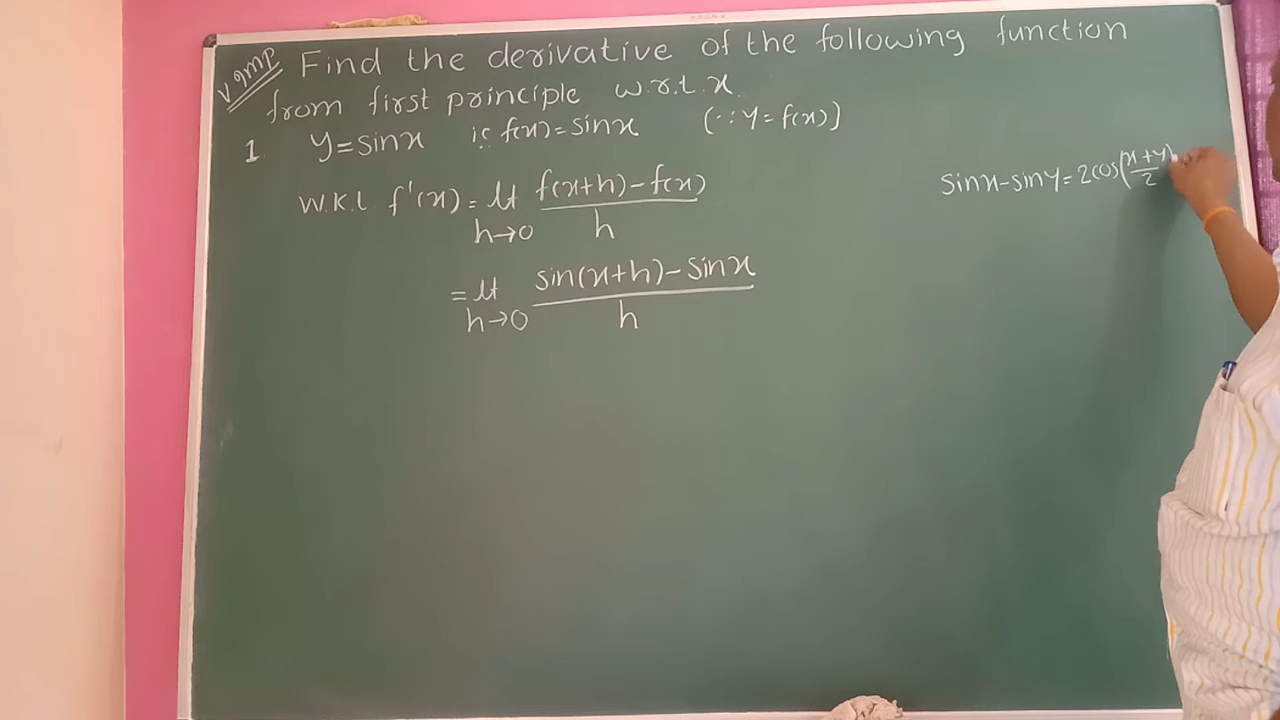 V Imp Find the derivative of the following function
from first principle w.r.t. x
1 y = sinx ie f(x) = sinx (∵ y = f(x))
W.K.T f'(x) = lt h→0 f(x+h) - f(x) / h
sinx - siny = 2cos(x+y / 2)
= lt h→0 sin(x+h) - sinx / h